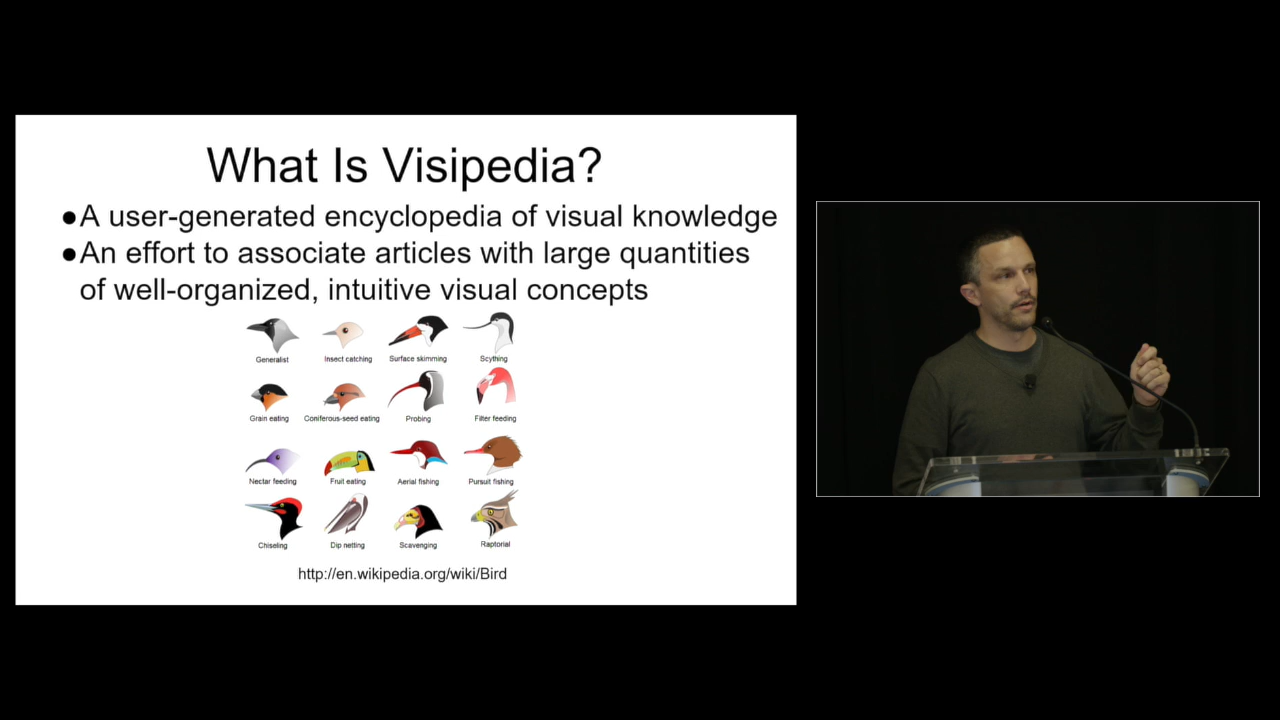 What Is Visipedia?
●A user-generated encyclopedia of visual knowledge
●An effort to associate articles with large quantities
of well-organized, intuitive visual concepts
Generalist Insect catching Surface skimming Scything
Grain eating Coniferous-seed eating Probing Filter feeding
Nectar feeding Fruit eating Aerial fishing Pursuit fishing
Chiseling Dip netting Scavenging Raptorial
http://en.wikipedia.org/wiki/Bird